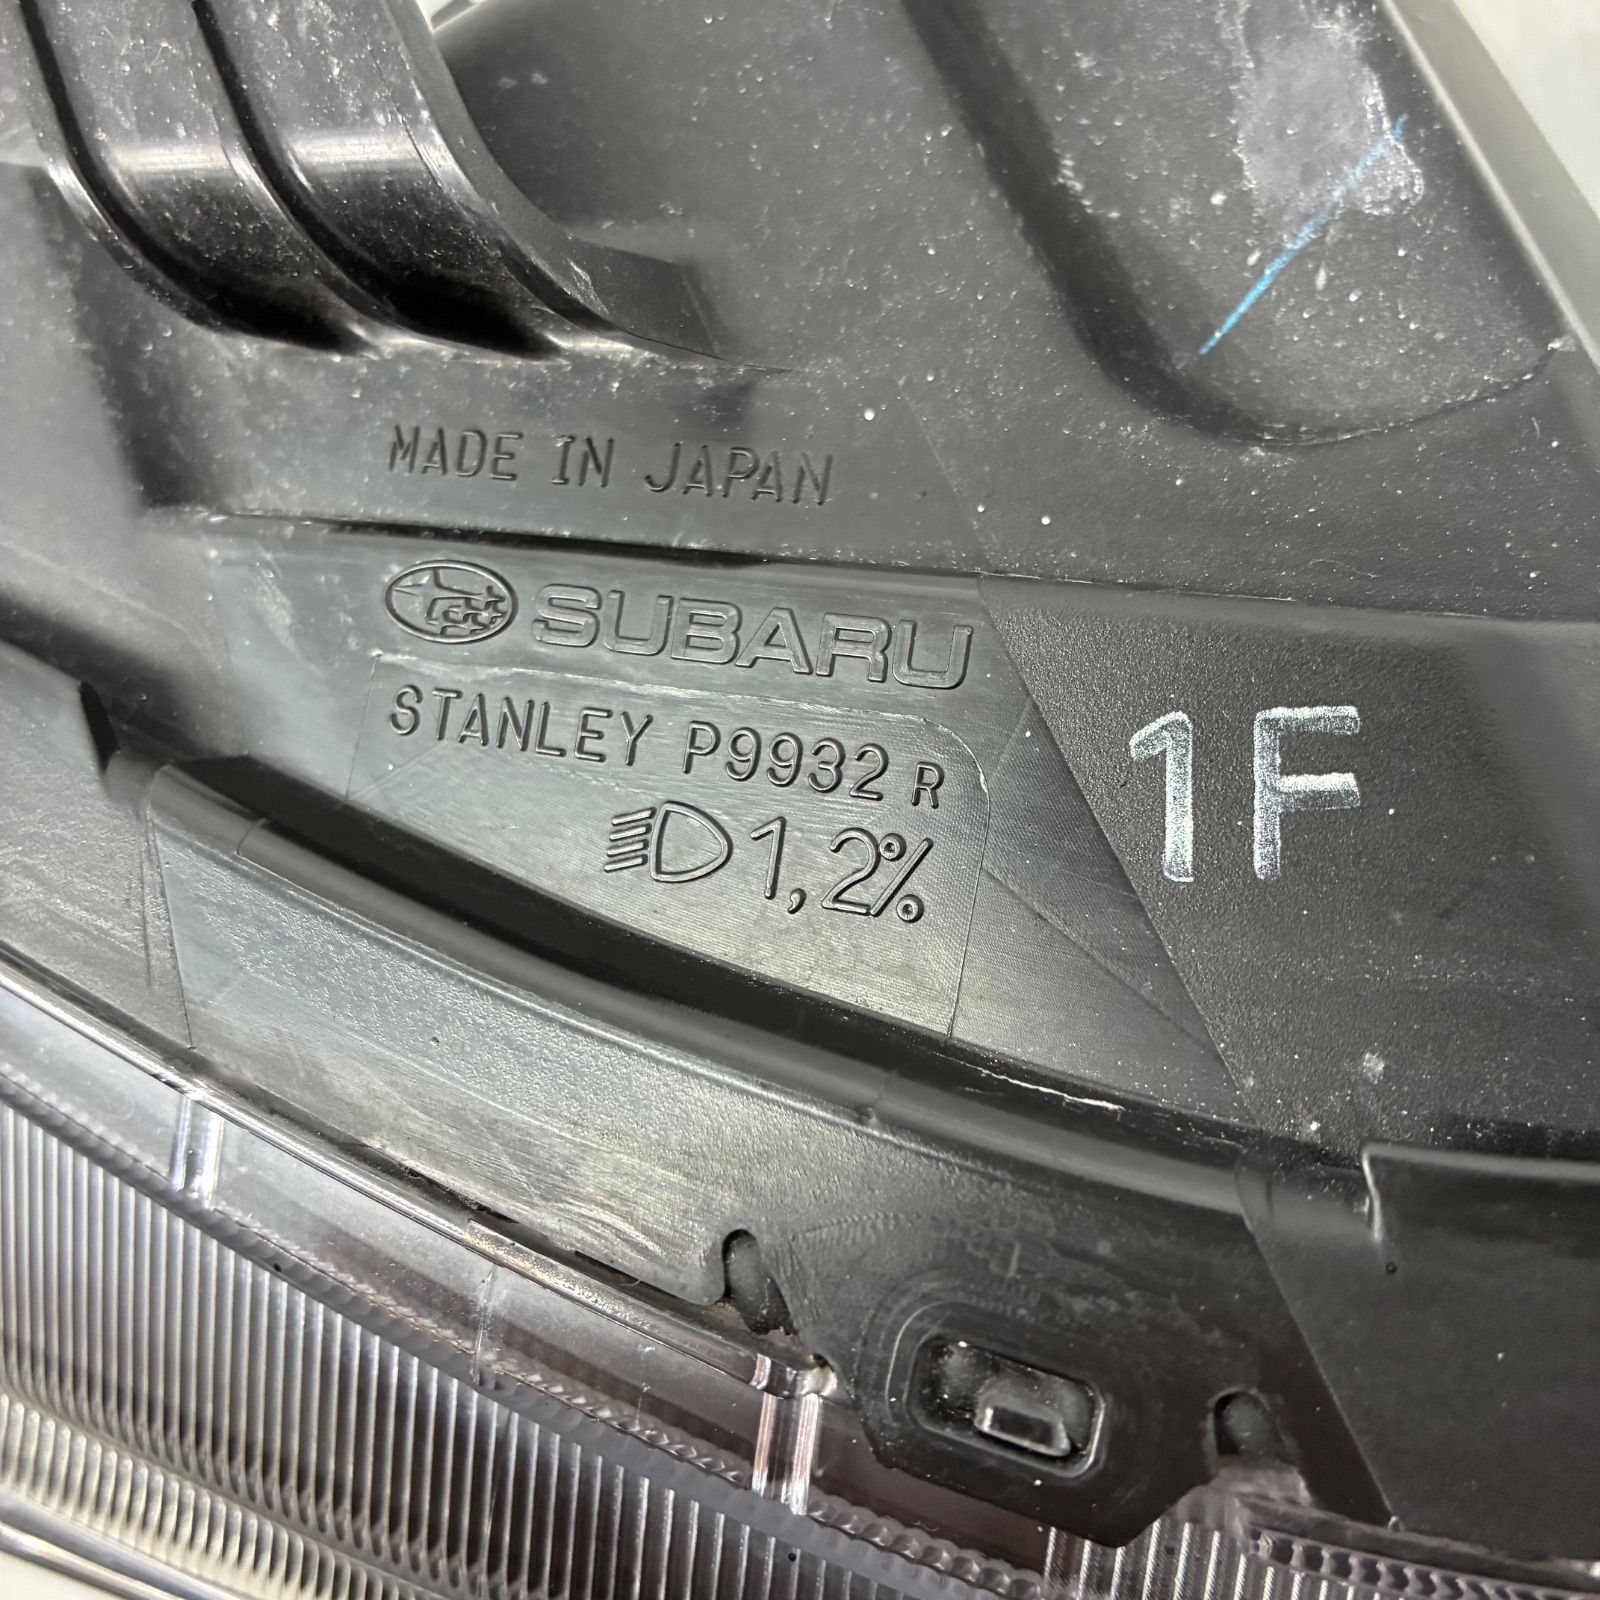 MADE IN JAPAN
SUBARU
STANLEY P9932 R
1,2%
1F